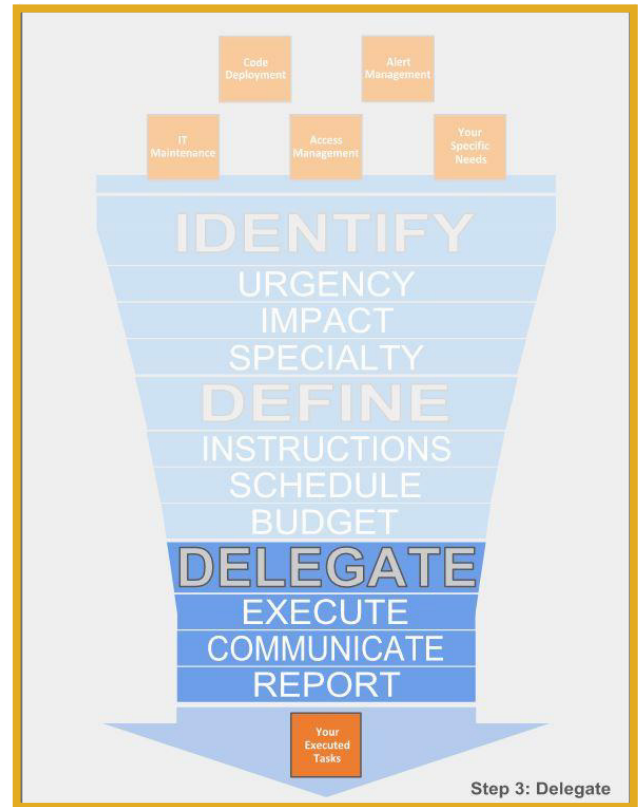 Code
Deployment
Alert
Management
IT
Maintenance
Access
Management
Your
Specific
Needs
IDENTIFY
URGENCY
IMPACT
SPECIALTY
DEFINE
INSTRUCTIONS
SCHEDULE
BUDGET
DELEGATE
EXECUTE
COMMUNICATE
REPORT
Your
Executed
Tasks
Step 3: Delegate